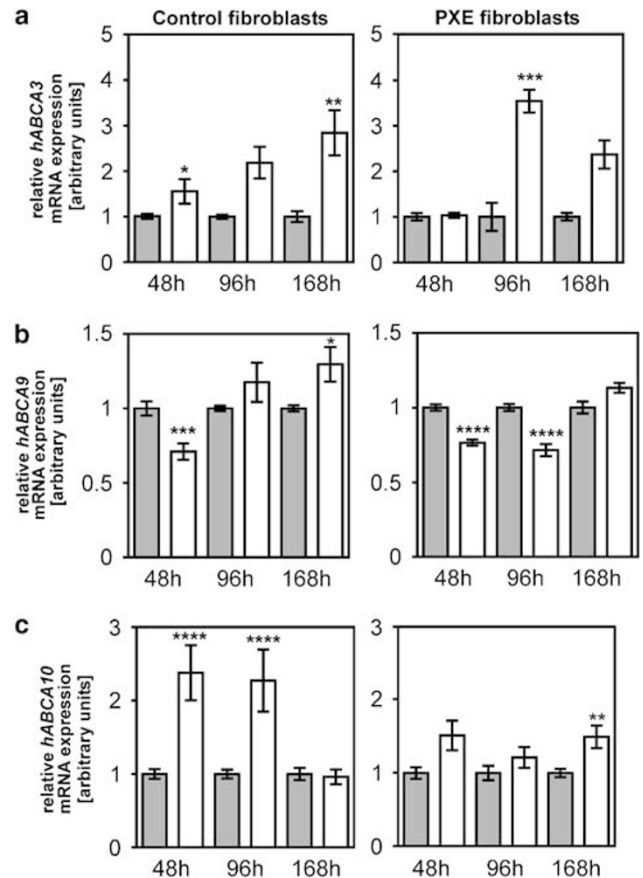 a
Control fibroblasts
PXE fibroblasts
relative hABCA3
mRNA expression
[arbitrary units]
5
4
3
2
1
0
*
**
48h 96h 168h
5
4
3
2
1
0
***
48h 96h 168h
b
relative hABCA9
mRNA expression
[arbitrary units]
1.5
1
0.5
0
***
*
48h 96h 168h
1.5
1
0.5
0
****
****
48h 96h 168h
c
relative hABCA10
mRNA expression
[arbitrary units]
3
2
1
0
****
****
48h 96h 168h
3
2
1
0
**
48h 96h 168h